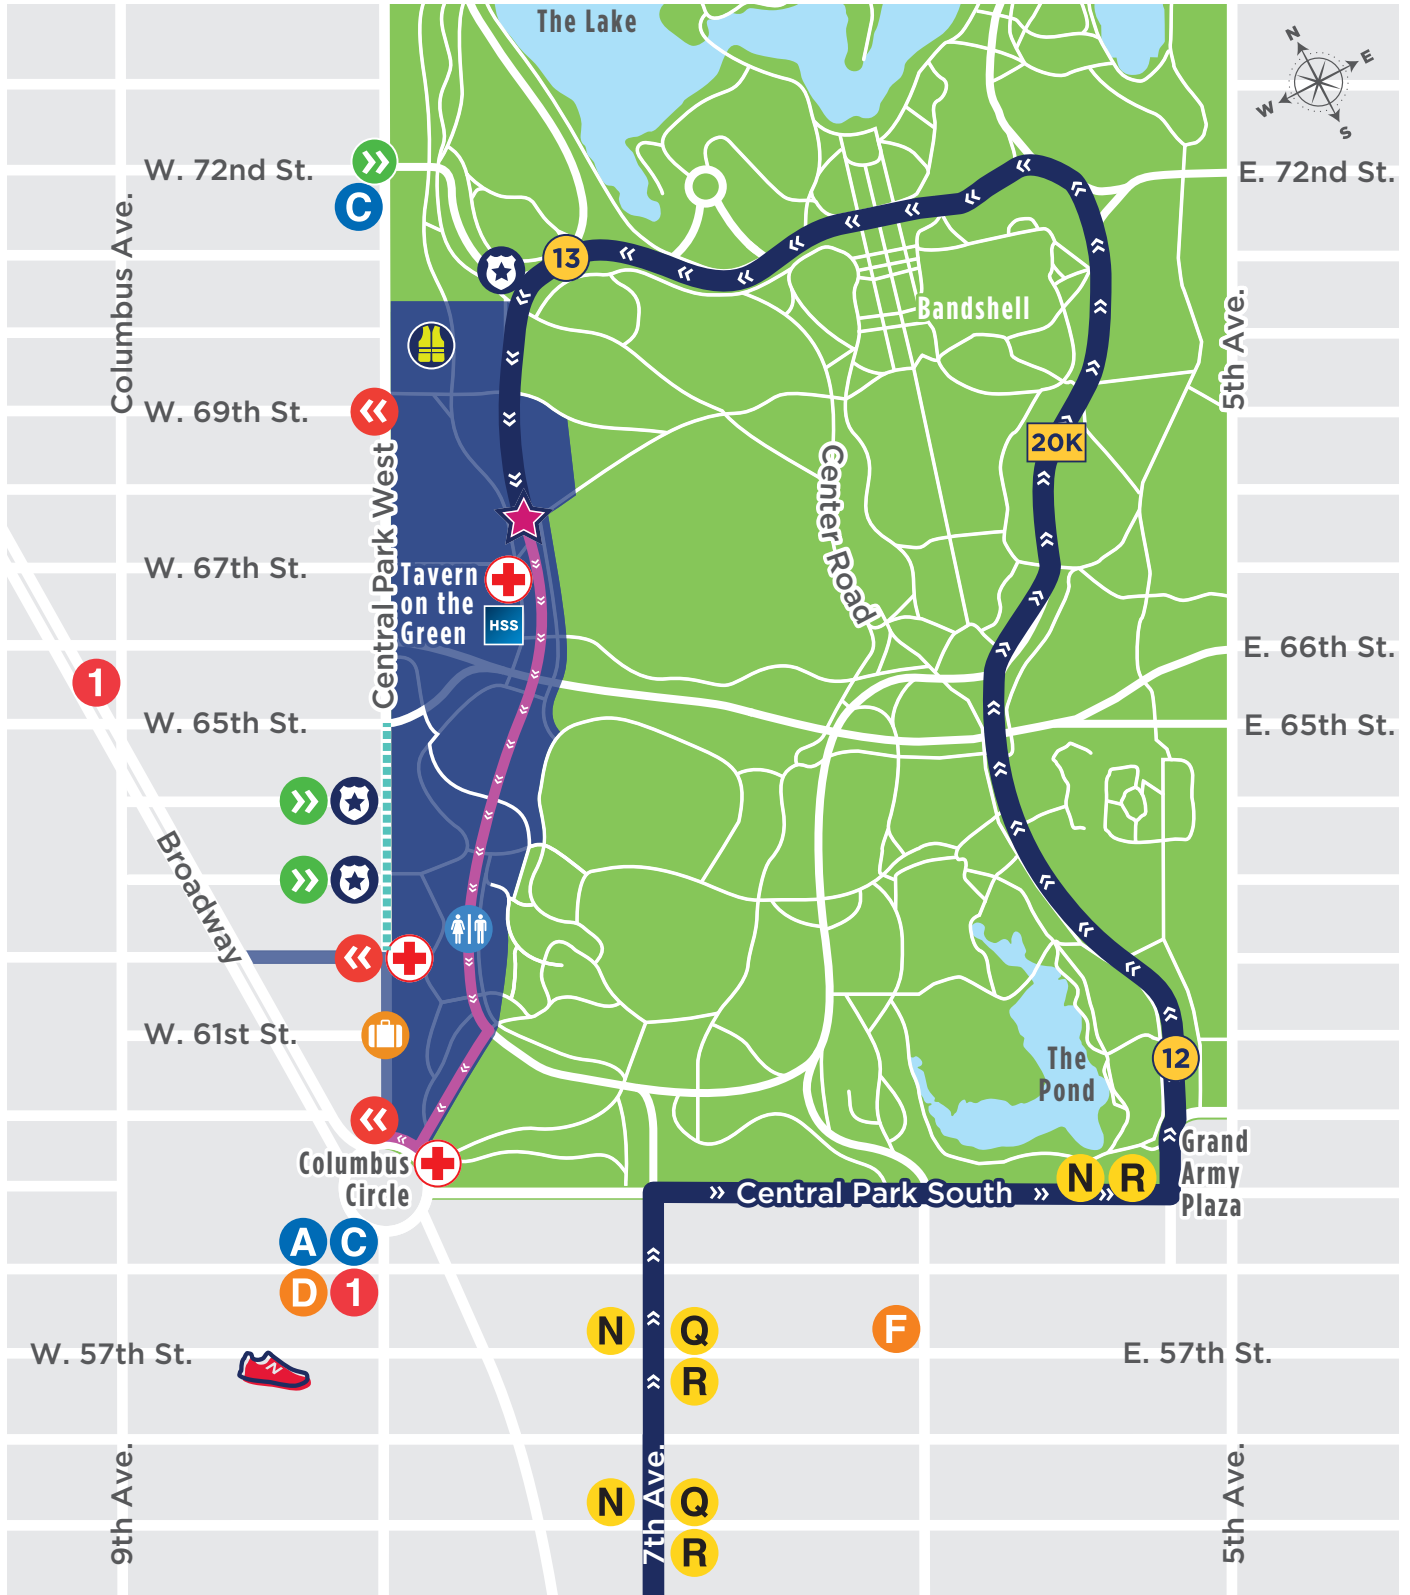 The Lake
N
E
W
S
W. 72nd St.
C
E. 72nd St.
Columbus Ave.
13
Bandshell
5th Ave.
W. 69th St.
20K
Central Park West
Center Road
W. 67th St.
Tavern
on the
Green
HSS
E. 66th St.
1
W. 65th St.
E. 65th St.
Broadway
W. 61st St.
The
Pond
12
Columbus
Circle
Grand
Army
Plaza
Central Park South
N
R
A
C
D
1
N
Q
R
F
W. 57th St.
N
E. 57th St.
9th Ave.
7th Ave.
5th Ave.
N
Q
R